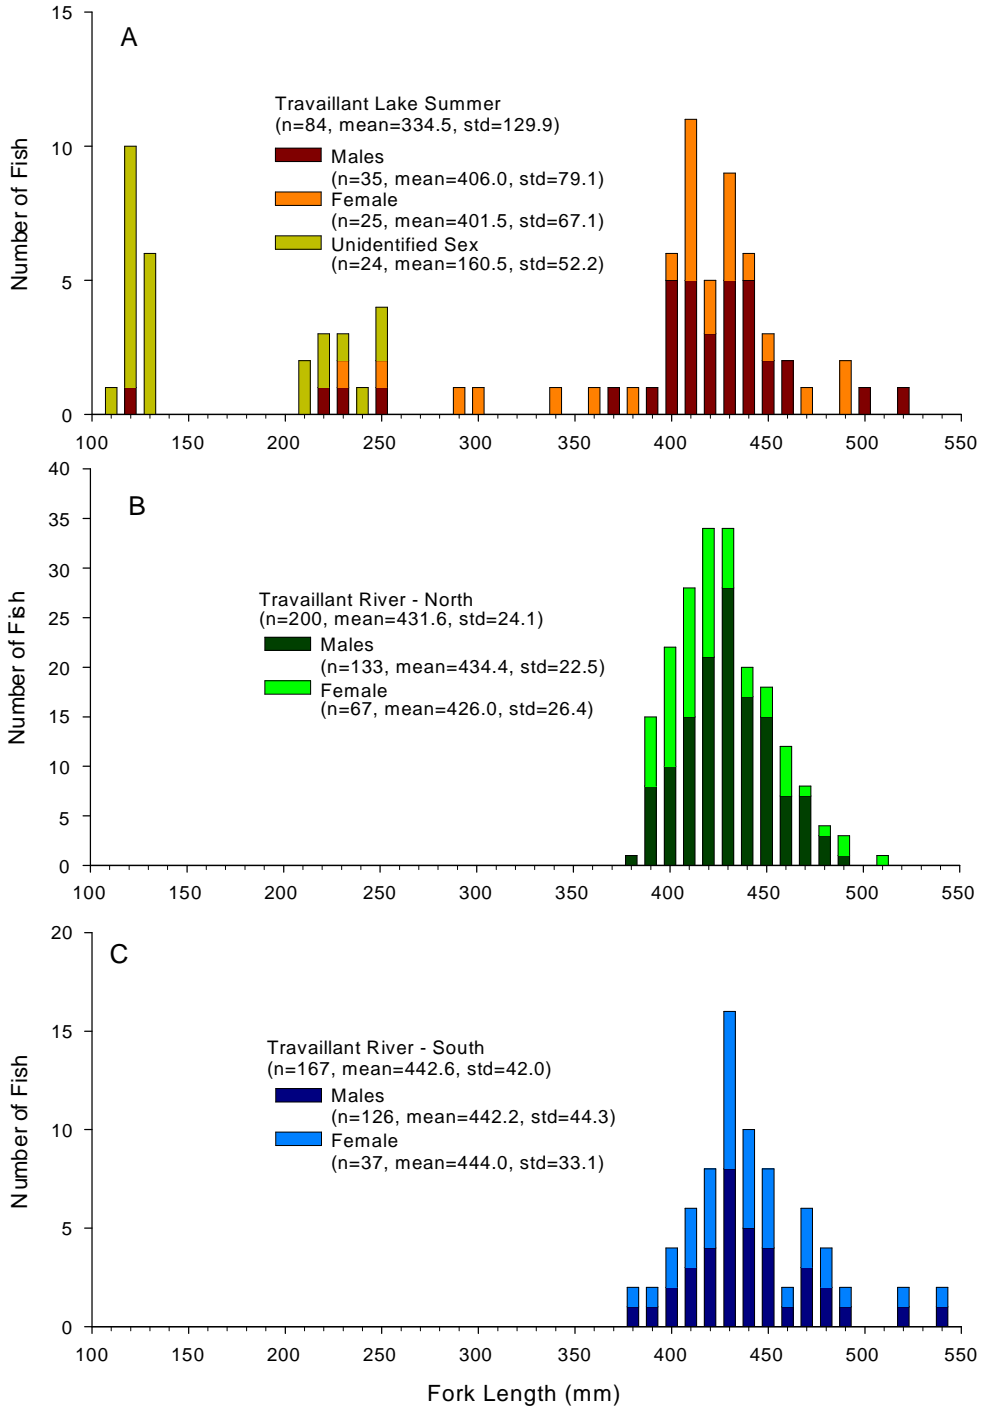 15
A
Travaillant Lake Summer
(n=84, mean=334.5, std=129.9)
10
Males
(n=35, mean=406.0, std=79.1)
Female
(n=25, mean=401.5, std=67.1)
Unidentified Sex
(n=24, mean=160.5, std=52.2)
5
0
Number of Fish
100 150 200 250 300 350 400 450 500 550
40
B
35
30
Travaillant River - North
(n=200, mean=431.6, std=24.1)
25
Males
(n=133, mean=434.4, std=22.5)
20
Female
(n=67, mean=426.0, std=26.4)
15
10
5
0
Number of Fish
100 150 200 250 300 350 400 450 500 550
20
C
15
Travaillant River - South
(n=167, mean=442.6, std=42.0)
Males
(n=126, mean=442.2, std=44.3)
10
Female
(n=37, mean=444.0, std=33.1)
5
0
Number of Fish
100 150 200 250 300 350 400 450 500 550
Fork Length (mm)